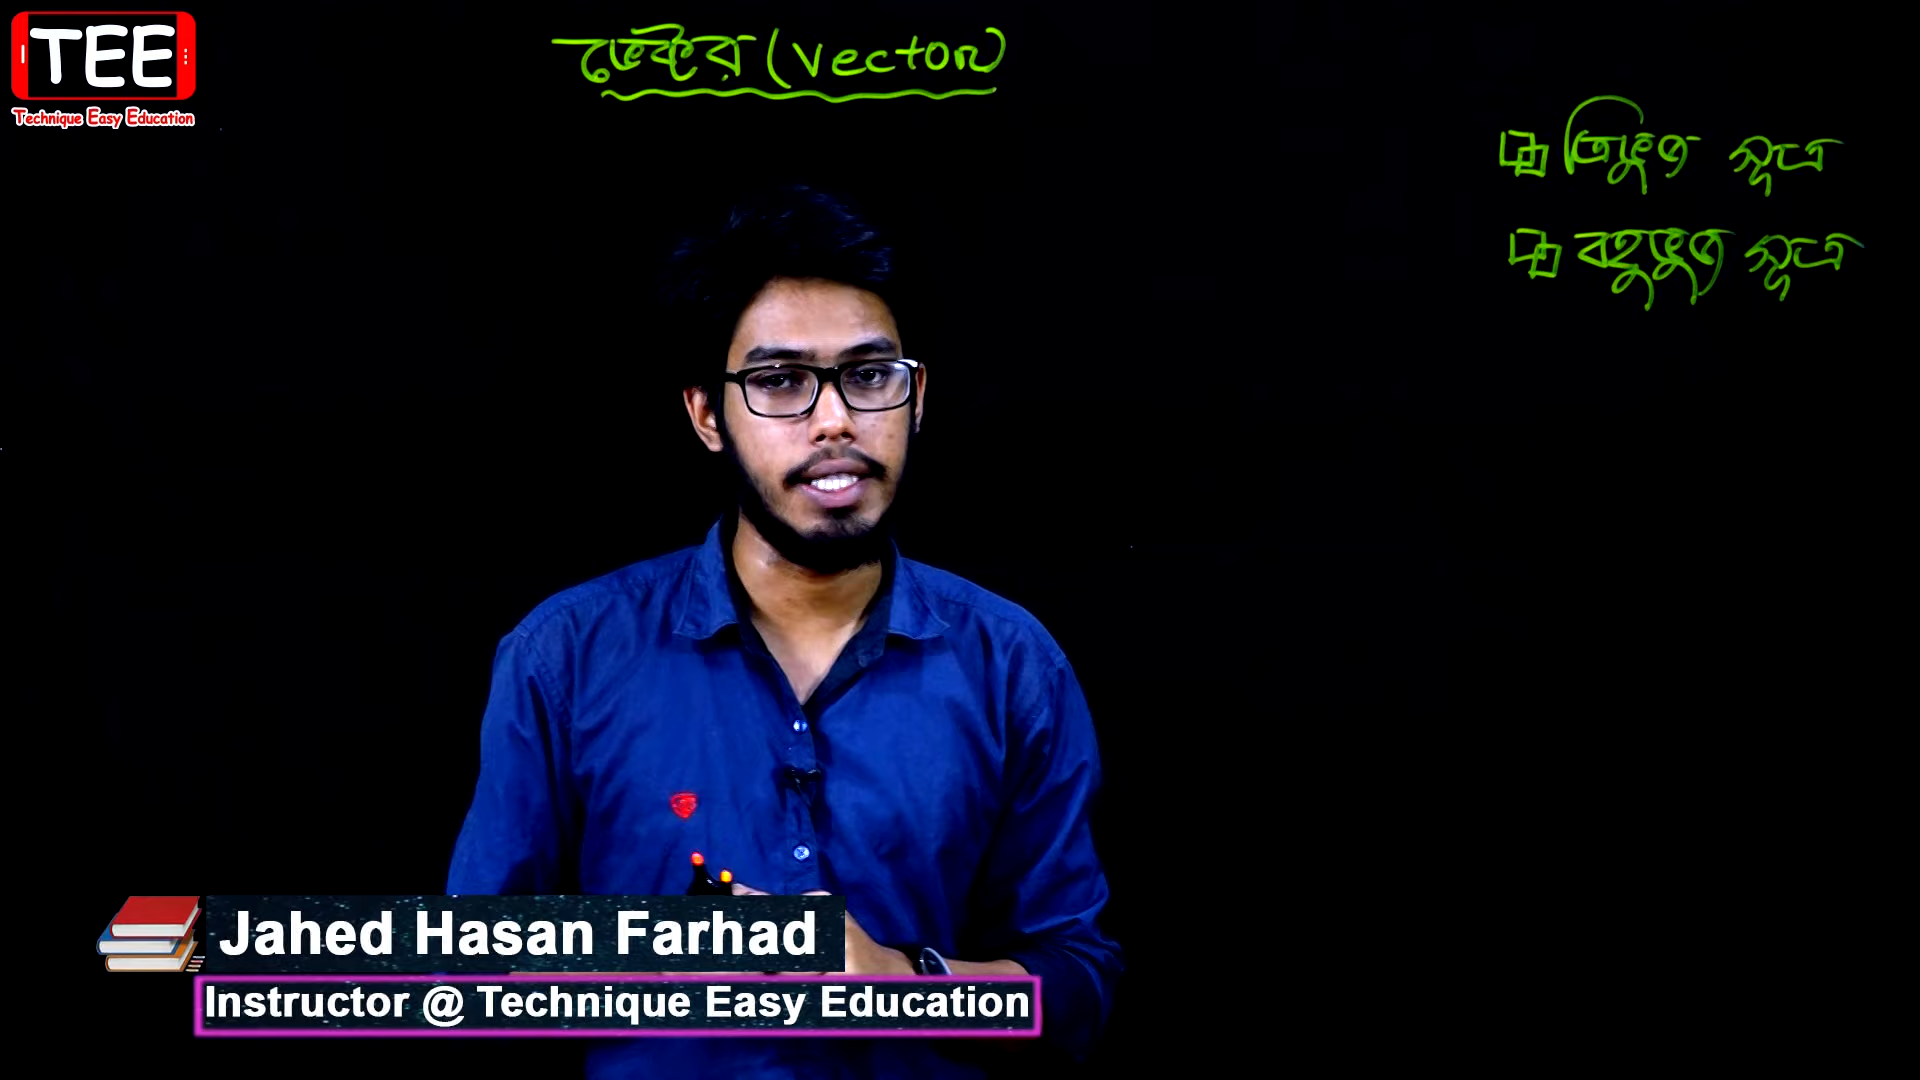 TEE
Technique Easy Education
ভেক্টর (Vector)
ত্রিভুজ সূত্র
বহুভুজ সূত্র
Jahed Hasan Farhad
Instructor @ Technique Easy Education